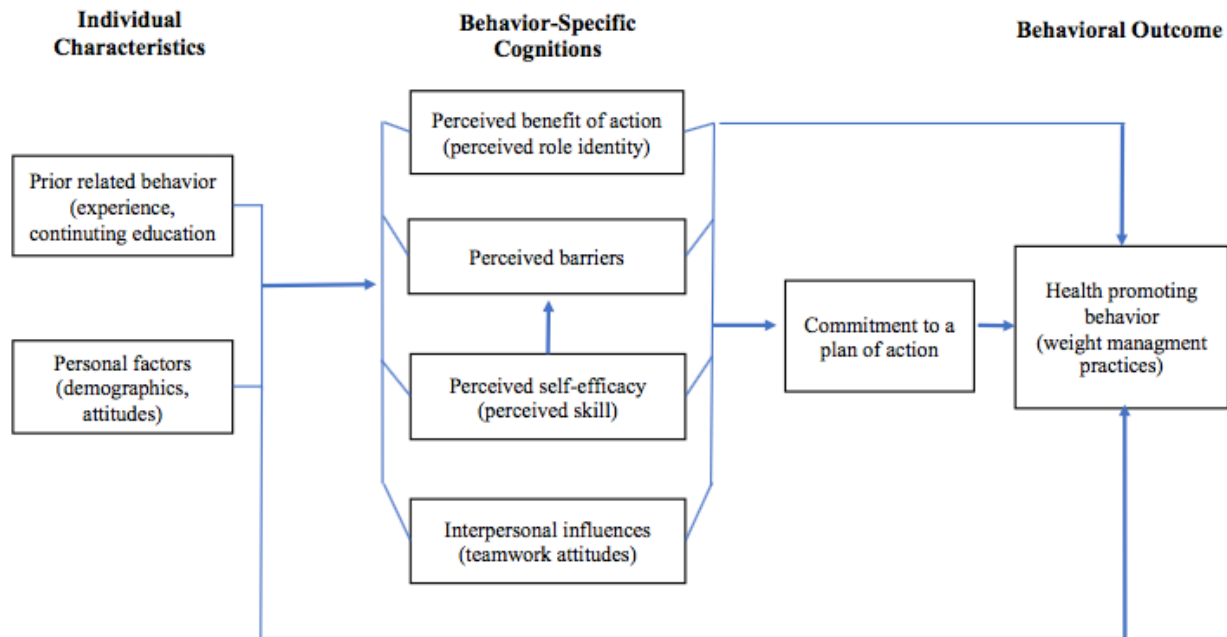 Individual
Characteristics
Behavior-Specific
Cognitions
Behavioral Outcome
Prior related behavior
(experience,
continuting education
Personal factors
(demographics,
attitudes)
Perceived benefit of action
(perceived role identity)
Perceived barriers
Perceived self-efficacy
(perceived skill)
Interpersonal influences
(teamwork attitudes)
Commitment to a
plan of action
Health promoting
behavior
(weight managment
practices)